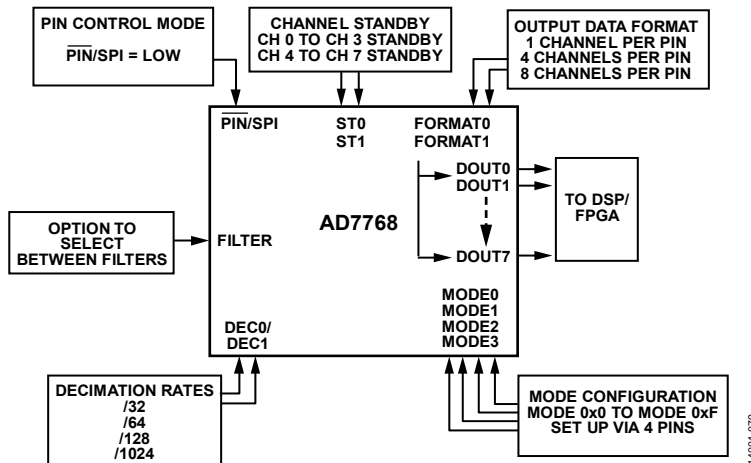 PIN CONTROL MODE
PIN/SPI = LOW
CHANNEL STANDBY
CH 0 TO CH 3 STANDBY
CH 4 TO CH 7 STANDBY
OUTPUT DATA FORMAT
1 CHANNEL PER PIN
4 CHANNELS PER PIN
8 CHANNELS PER PIN
PIN/SPI
ST0
ST1
FORMAT0
FORMAT1
DOUT0
DOUT1
DOUT7
TO DSP/
FPGA
AD7768
OPTION TO
SELECT
BETWEEN FILTERS
FILTER
MODE0
MODE1
MODE2
MODE3
DEC0/
DEC1
DECIMATION RATES
/32
/64
/128
/1024
MODE CONFIGURATION
MODE 0x0 TO MODE 0xF
SET UP VIA 4 PINS